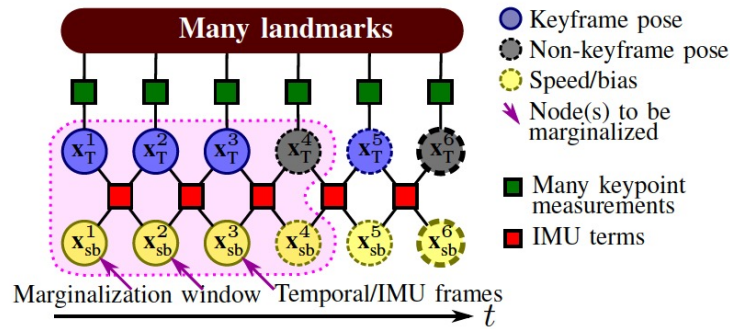 Many landmarks
Keyframe pose
Non-keyframe pose
Speed/bias
Node(s) to be
marginalized
x_T^1 x_T^2 x_T^3 x_T^4 x_T^5 x_T^6
Many keypoint
measurements
IMU terms
x_sb^1 x_sb^2 x_sb^3 x_sb^4 x_sb^5 x_sb^6
Marginalization window
Temporal/IMU frames
t